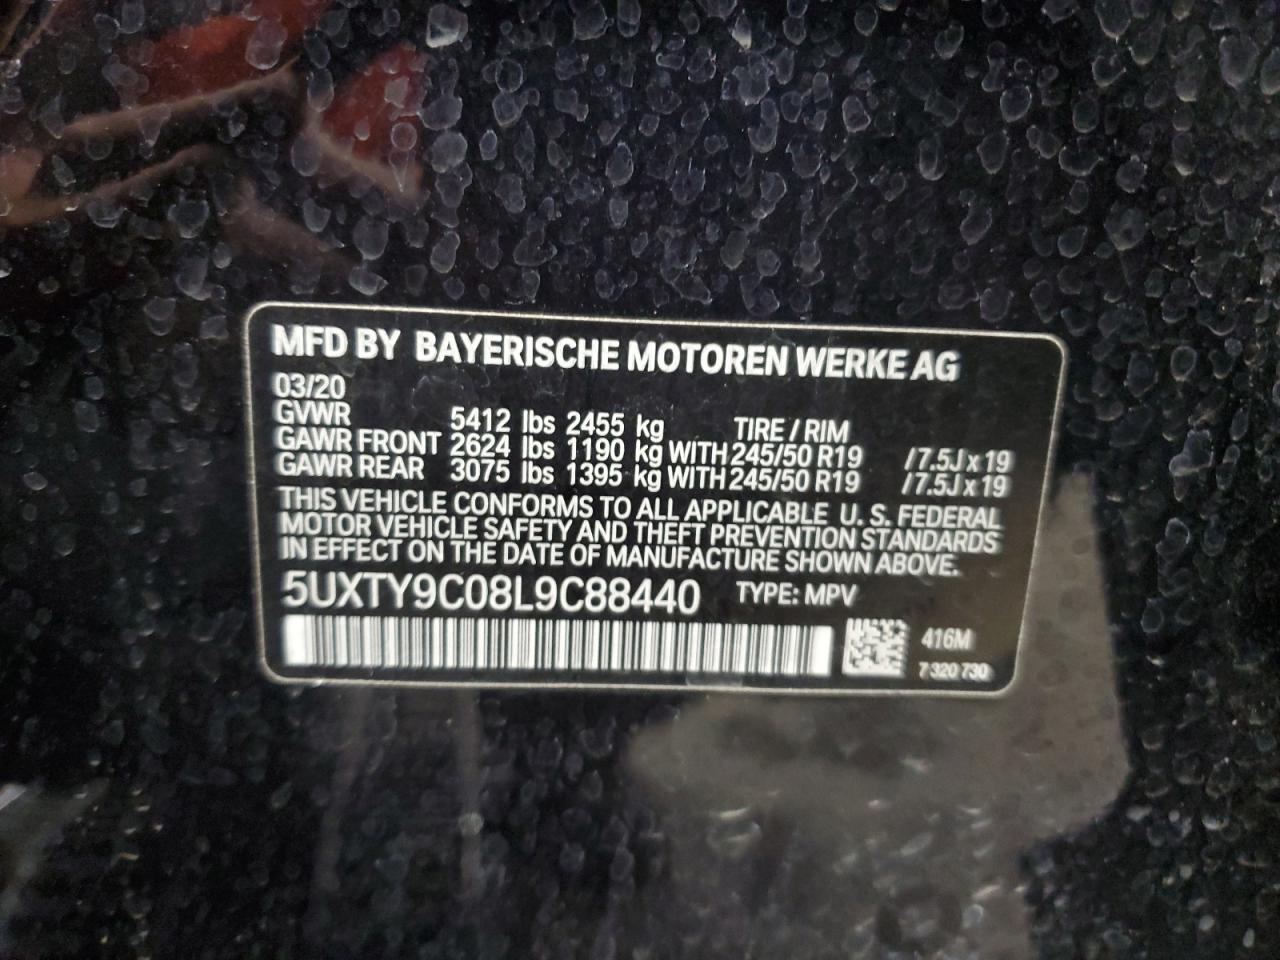 MFD BY BAYERISCHE MOTOREN WERKE AG
03/20
GVWR 5412 lbs 2455 kg TIRE / RIM
GAWR FRONT 2624 lbs 1190 kg WITH 245/50 R19 / 7.5J x 19
GAWR REAR 3075 lbs 1395 kg WITH 245/50 R19 / 7.5J x 19
THIS VEHICLE CONFORMS TO ALL APPLICABLE U. S. FEDERAL
MOTOR VEHICLE SAFETY AND THEFT PREVENTION STANDARDS
IN EFFECT ON THE DATE OF MANUFACTURE SHOWN ABOVE.
5UXTY9C08L9C88440 TYPE: MPV
416M
7 320 730